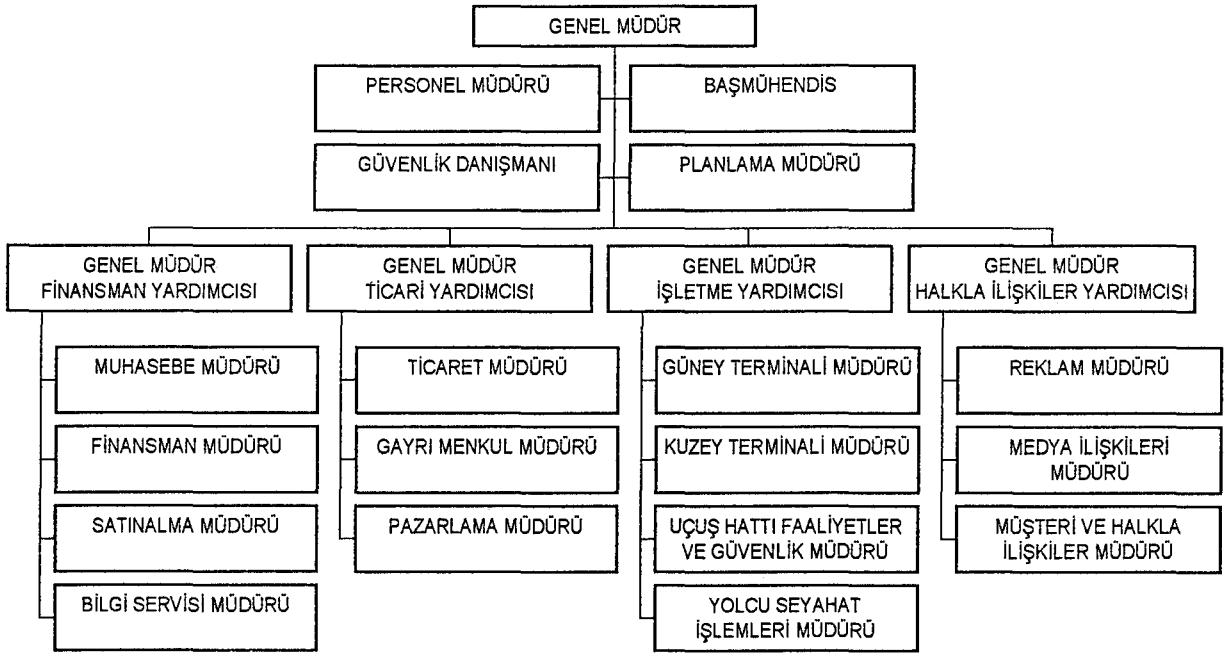 GENEL MÜDÜR
PERSONEL MÜDÜRÜ
BAŞMÜHENDİS
GÜVENLİK DANIŞMANI
PLANLAMA MÜDÜRÜ
GENEL MÜDÜR
FİNANSMAN YARDIMCISI
GENEL MÜDÜR
TİCARİ YARDIMCISI
GENEL MÜDÜR
İŞLETME YARDIMCISI
GENEL MÜDÜR
HALKLA İLİŞKİLER YARDIMCISI
MUHASEBE MÜDÜRÜ
FİNANSMAN MÜDÜRÜ
SATINALMA MÜDÜRÜ
BİLGİ SERVİSİ MÜDÜRÜ
TİCARET MÜDÜRÜ
GAYRI MENKUL MÜDÜRÜ
PAZARLAMA MÜDÜRÜ
GÜNEY TERMİNALİ MÜDÜRÜ
KUZEY TERMİNALİ MÜDÜRÜ
UÇUŞ HATTI FAALİYETLER
VE GÜVENLİK MÜDÜRÜ
YOLCU SEYAHAT
İŞLEMLERİ MÜDÜRÜ
REKLAM MÜDÜRÜ
MEDYA İLİŞKİLERİ
MÜDÜRÜ
MÜŞTERİ VE HALKLA
İLİŞKİLER MÜDÜRÜ